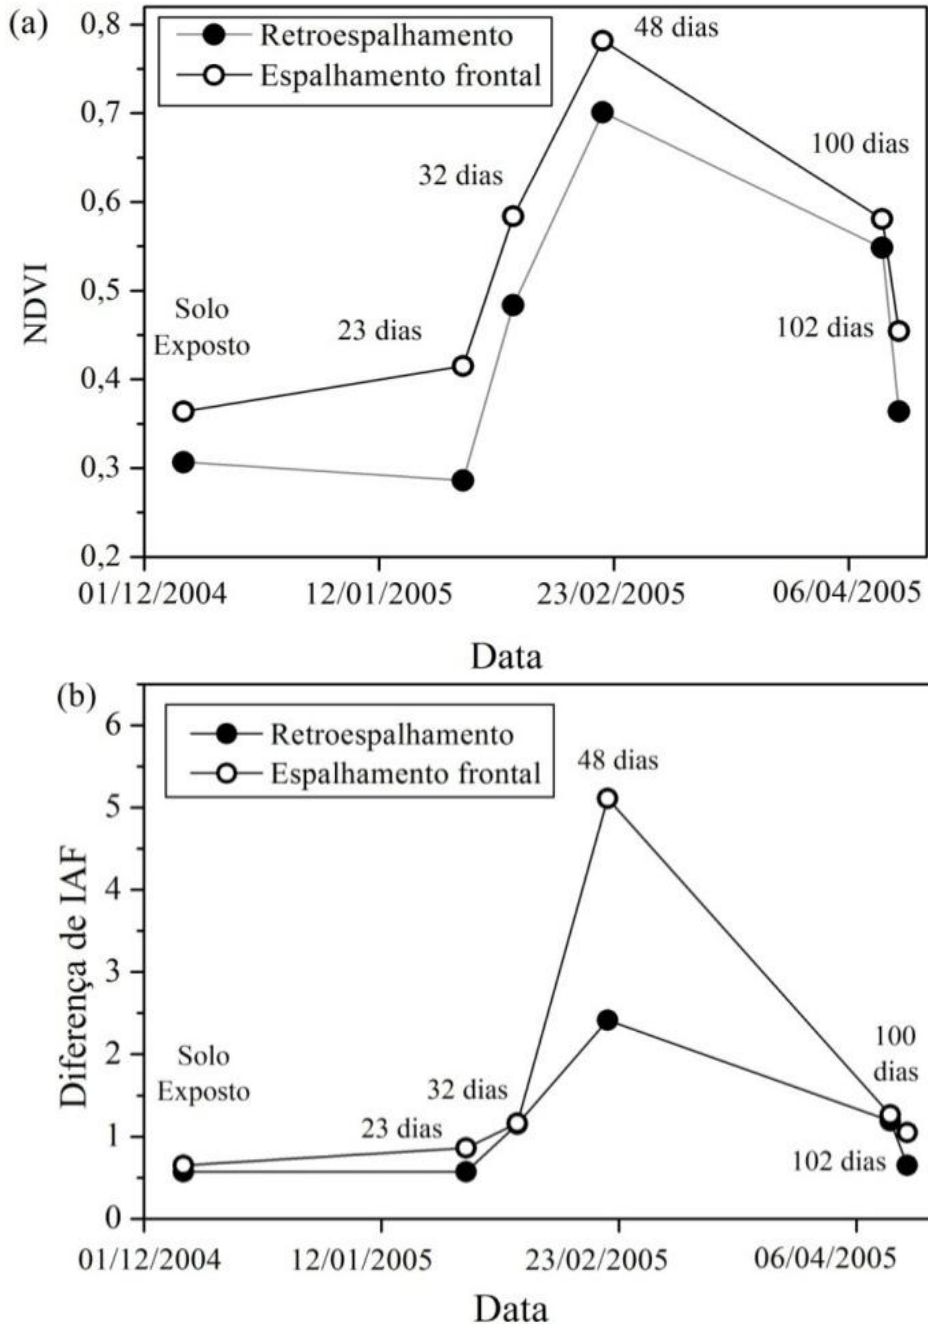 (a)
Retroespalhamento
Espalhamento frontal
48 dias
100 dias
32 dias
Solo
Exposto
23 dias
102 dias
NDVI
0,8
0,7
0,6
0,5
0,4
0,3
0,2
01/12/2004 12/01/2005 23/02/2005 06/04/2005
Data
(b)
Retroespalhamento
Espalhamento frontal
48 dias
100
dias
Solo
Exposto
32 dias
23 dias
102 dias
Diferença de IAF
6
5
4
3
2
1
0
01/12/2004 12/01/2005 23/02/2005 06/04/2005
Data